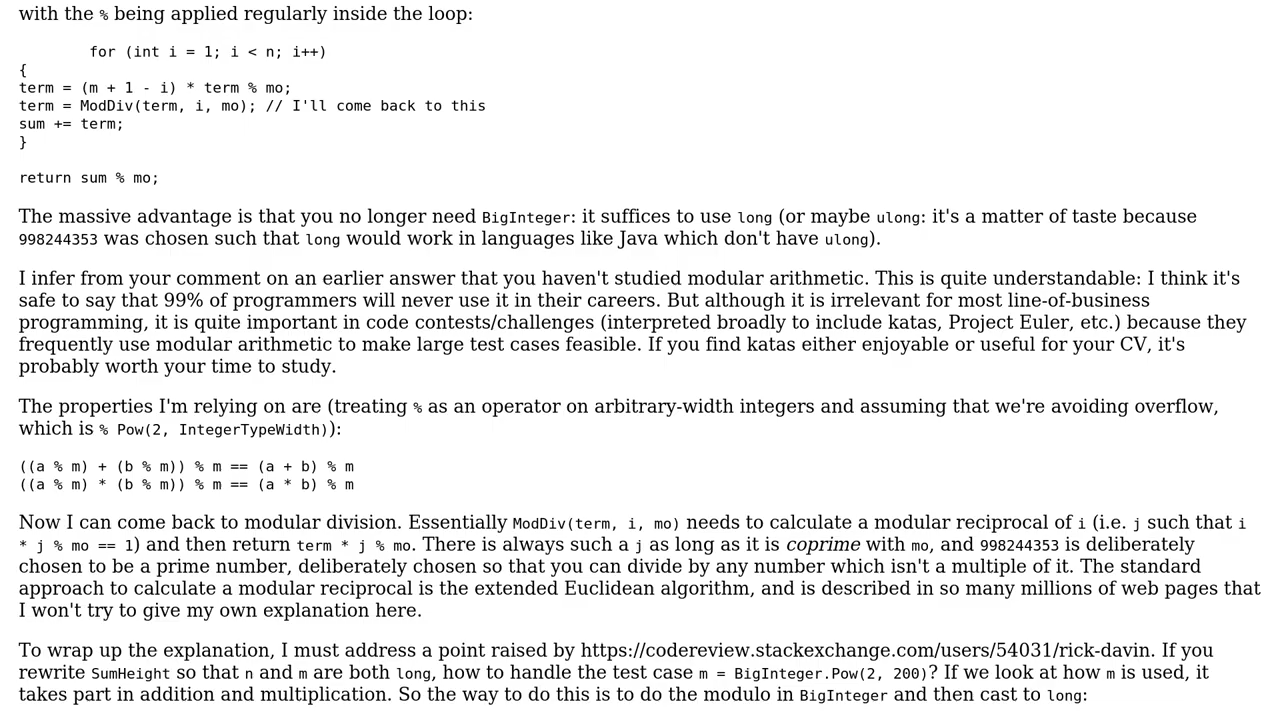 with the % being applied regularly inside the loop:
for (int i = 1; i < n; i++)
{
term = (m + 1 - i) * term % mo;
term = ModDiv(term, i, mo); // I'll come back to this
sum += term;
}
return sum % mo;
The massive advantage is that you no longer need BigInteger: it suffices to use long (or maybe ulong: it's a matter of taste because
998244353 was chosen such that long would work in languages like Java which don't have ulong).
I infer from your comment on an earlier answer that you haven't studied modular arithmetic. This is quite understandable: I think it's
safe to say that 99% of programmers will never use it in their careers. But although it is irrelevant for most line-of-business
programming, it is quite important in code contests/challenges (interpreted broadly to include katas, Project Euler, etc.) because they
frequently use modular arithmetic to make large test cases feasible. If you find katas either enjoyable or useful for your CV, it's
probably worth your time to study.
The properties I'm relying on are (treating % as an operator on arbitrary-width integers and assuming that we're avoiding overflow,
which is % Pow(2, IntegerTypeWidth)):
((a % m) + (b % m)) % m == (a + b) % m
((a % m) * (b % m)) % m == (a * b) % m
Now I can come back to modular division. Essentially ModDiv(term, i, mo) needs to calculate a modular reciprocal of i (i.e. j such that i
* j % mo == 1) and then return term * j % mo. There is always such a j as long as it is coprime with mo, and 998244353 is deliberately
chosen to be a prime number, deliberately chosen so that you can divide by any number which isn't a multiple of it. The standard
approach to calculate a modular reciprocal is the extended Euclidean algorithm, and is described in so many millions of web pages that
I won't try to give my own explanation here.
To wrap up the explanation, I must address a point raised by https://codereview.stackexchange.com/users/54031/rick-davin. If you
rewrite SumHeight so that n and m are both long, how to handle the test case m = BigInteger.Pow(2, 200)? If we look at how m is used, it
takes part in addition and multiplication. So the way to do this is to do the modulo in BigInteger and then cast to long: